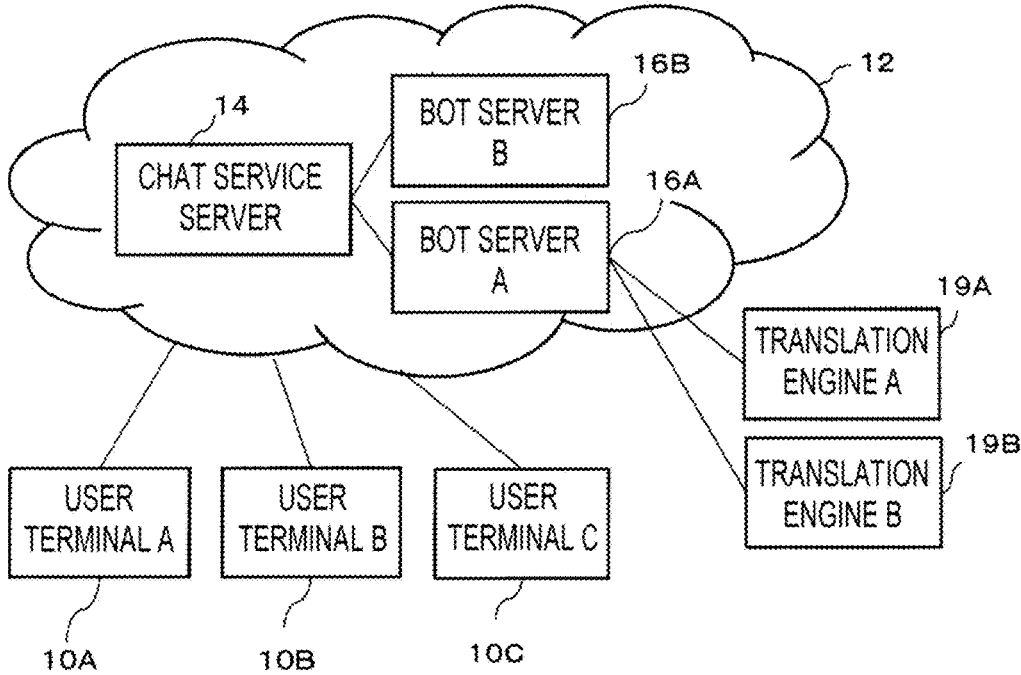 16B
12
14
BOT SERVER
B
CHAT SERVICE
SERVER
16A
BOT SERVER
A
19A
TRANSLATION
ENGINE A
19B
TRANSLATION
ENGINE B
USER
TERMINAL A
USER
TERMINAL B
USER
TERMINAL C
10A
10B
10C